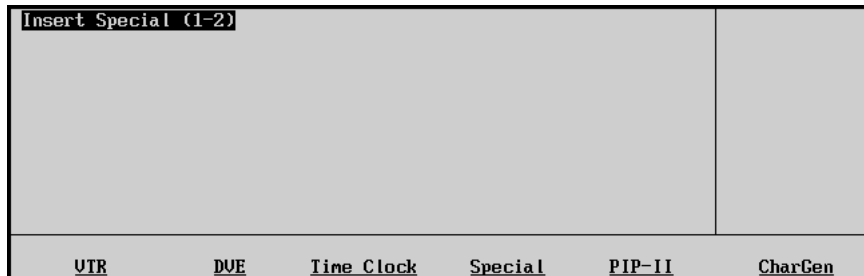 Insert Special (1-2)
VTR DVE Time Clock Special PIP-II CharGen